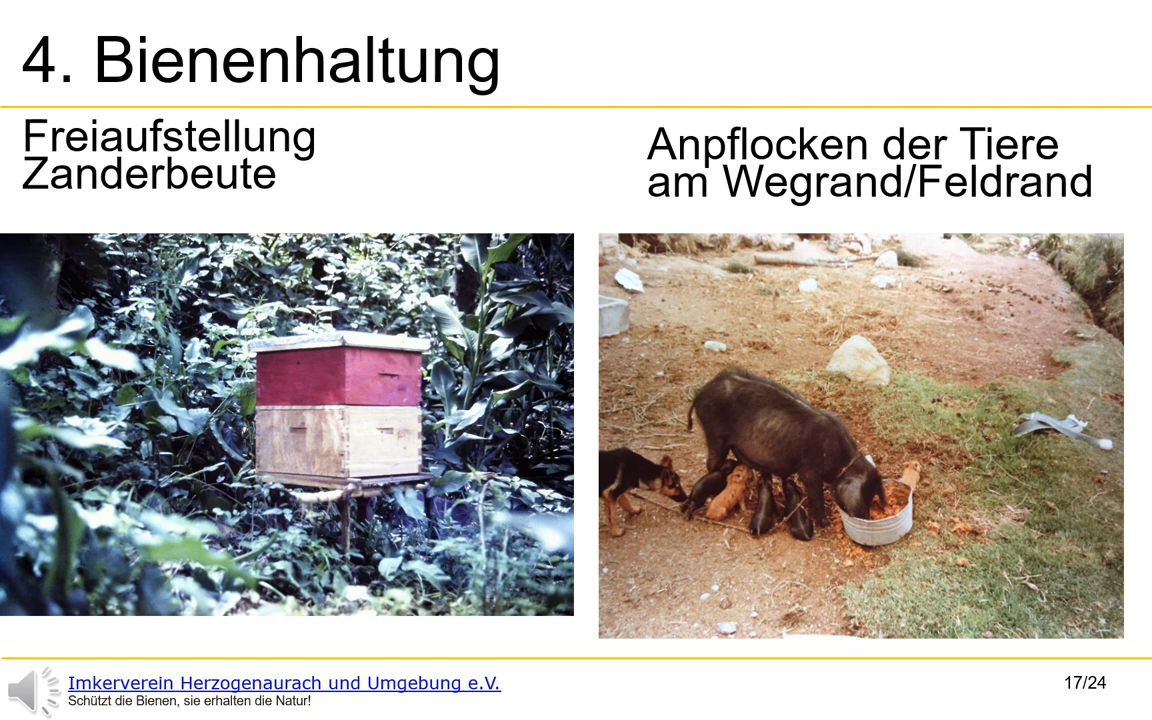 4. Bienenhaltung
Freiaufstellung
Zanderbeute
Anpflocken der Tiere
am Wegrand/Feldrand
Imkerverein Herzogenaurach und Umgebung e.V.
Schützt die Bienen, sie erhalten die Natur!
17/24